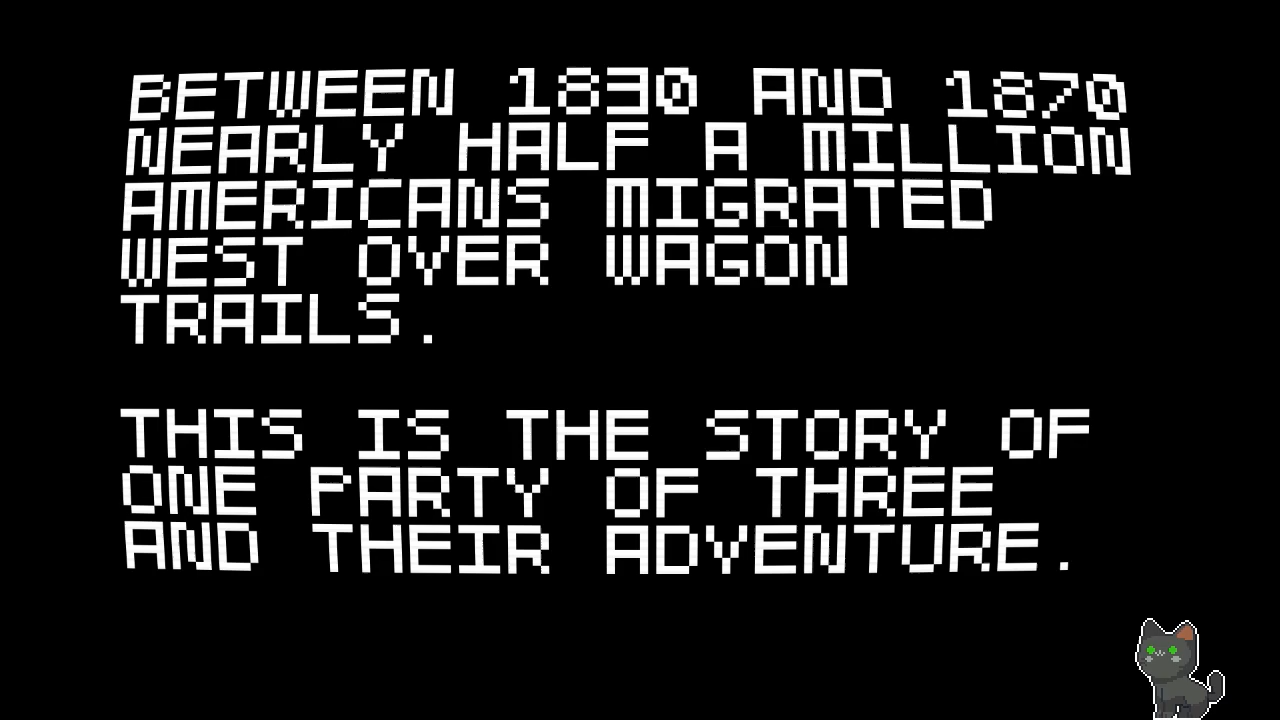 BETWEEN 1830 AND 1870
NEARLY HALF A MILLION
AMERICANS MIGRATED
WEST OVER WAGON
TRAILS.
THIS IS THE STORY OF
ONE PARTY OF THREE
AND THEIR ADVENTURE.